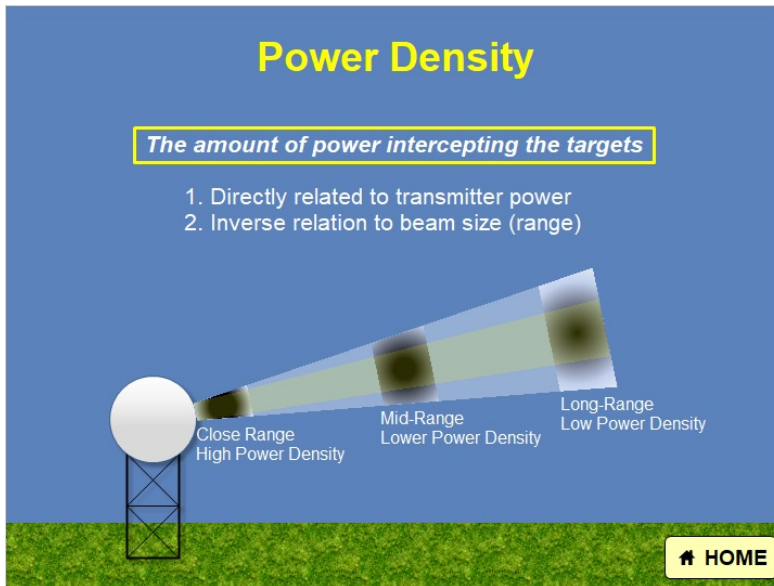 Power Density
The amount of power intercepting the targets
1. Directly related to transmitter power
2. Inverse relation to beam size (range)
Close Range
High Power Density
Mid-Range
Lower Power Density
Long-Range
Low Power Density
HOME